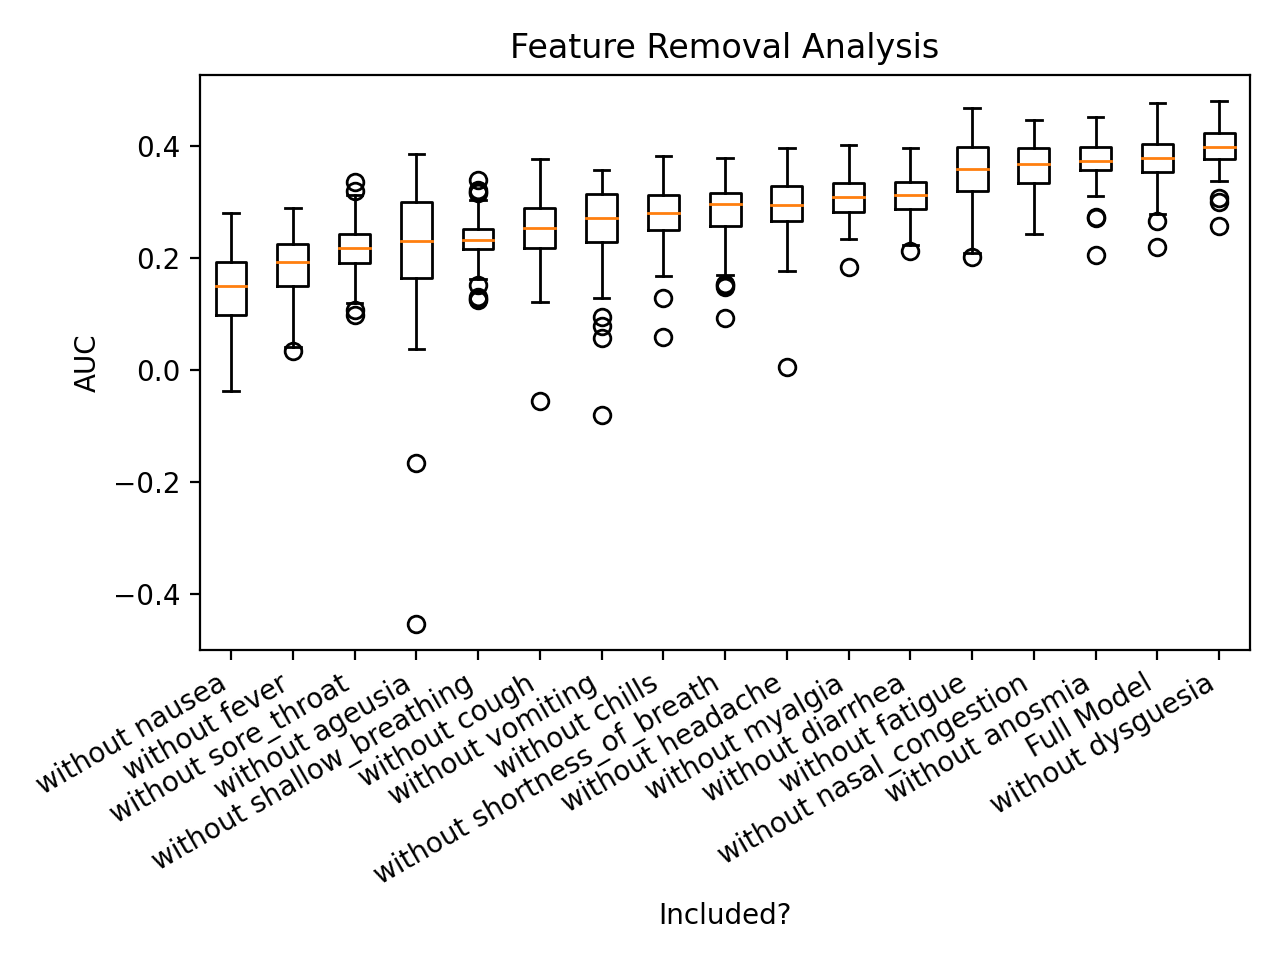 Feature Removal Analysis
AUC
0.4
0.2
0.0
−0.2
−0.4
without nausea
without fever
without sore_throat
without ageusia
without shallow_breathing
without cough
without vomiting
without chills
without shortness_of_breath
without headache
without myalgia
without diarrhea
without fatigue
without nasal_congestion
without anosmia
Full Model
without dysguesia
Included?